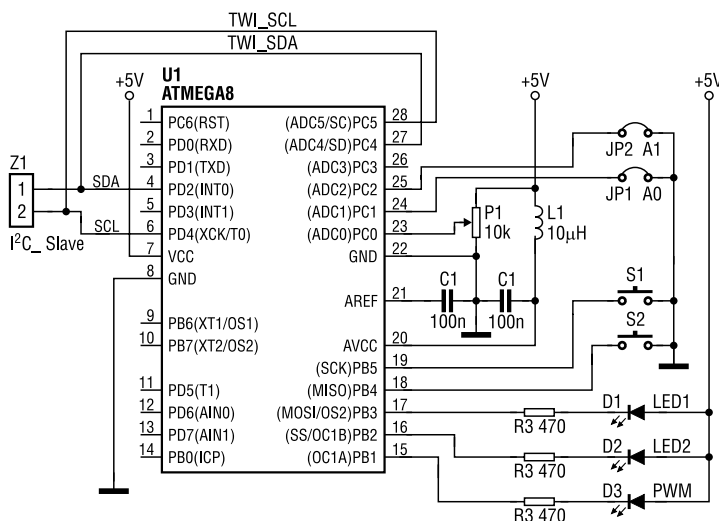 TWI_SCL
TWI_SDA
+5V
U1
ATMEGA8
+5V
+5V
Z1
1
2
I²C_ Slave
SDA
SCL
1 PC6(RST)
2 PD0(RXD)
3 PD1(TXD)
4 PD2(INT0)
5 PD3(INT1)
6 PD4(XCK/T0)
7 VCC
8 GND
9 PB6(XT1/OS1)
10 PB7(XT2/OS2)
11 PD5(T1)
12 PD6(AIN0)
13 PD7(AIN1)
14 PB0(ICP)
(ADC5/SC)PC5 28
(ADC4/SD)PC4 27
(ADC3)PC3 26
(ADC2)PC2 25
(ADC1)PC1 24
(ADC0)PC0 23
GND 22
AREF 21
AVCC 20
(SCK)PB5 19
(MISO)PB4 18
(MOSI/OS2)PB3 17
(SS/OC1B)PB2 16
(OC1A)PB1 15
P1
10k
L1
10µH
C1
100n
C1
100n
JP2 A1
JP1 A0
S1
S2
D1 LED1
R3 470
D2 LED2
R3 470
D3 PWM
R3 470